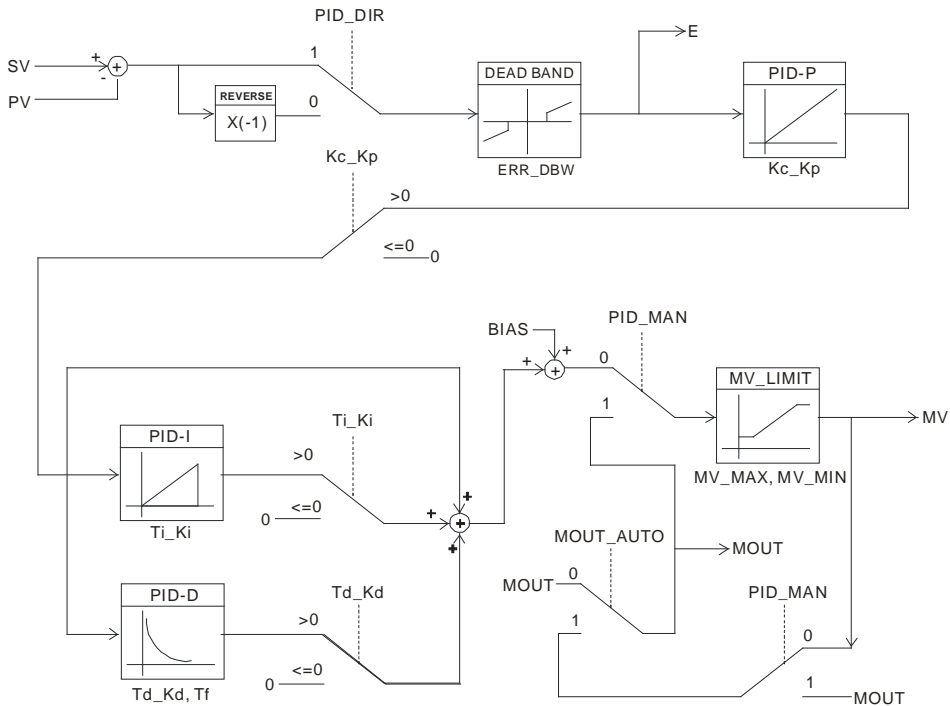 PID_DIR
SV
+
-
+
PV
1
REVERSE
X(-1)
0
DEAD BAND
ERR_DBW
E
PID-P
Kc_Kp
Kc_Kp
>0
<=0
0
BIAS
+
+
+
PID_MAN
0
1
MV_LIMIT
MV_MAX, MV_MIN
MV
PID-I
Ti_Ki
Ti_Ki
>0
0
<=0
+
+
+
+
MOUT_AUTO
MOUT
0
1
MOUT
PID_MAN
0
1
MOUT
PID-D
Td_Kd, Tf
Td_Kd
>0
0
<=0